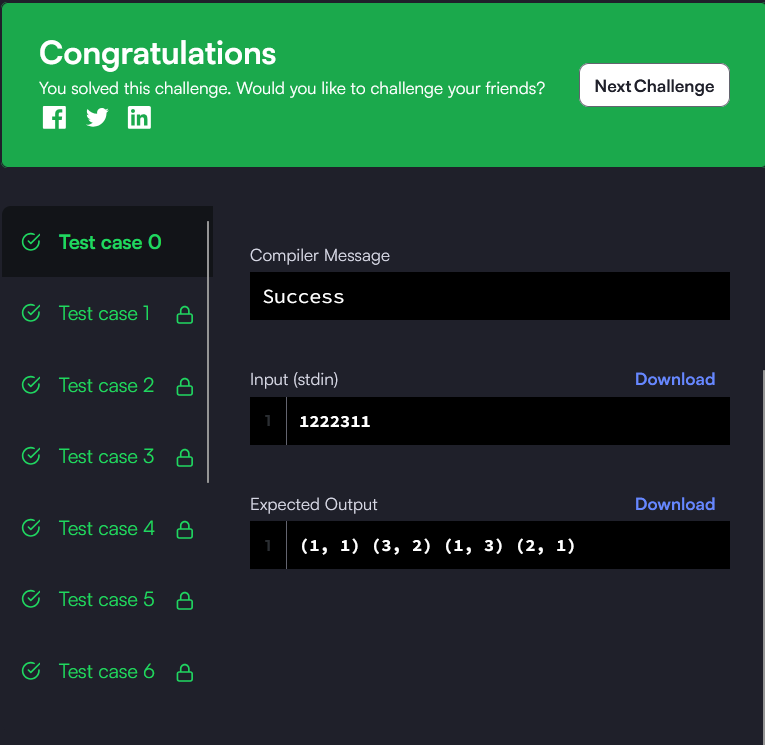 Congratulations
You solved this challenge. Would you like to challenge your friends?
Next Challenge
Test case 0
Test case 1
Test case 2
Test case 3
Test case 4
Test case 5
Test case 6
Compiler Message
Success
Input (stdin)
Download
1 1222311
Expected Output
Download
1 (1, 1) (3, 2) (1, 3) (2, 1)